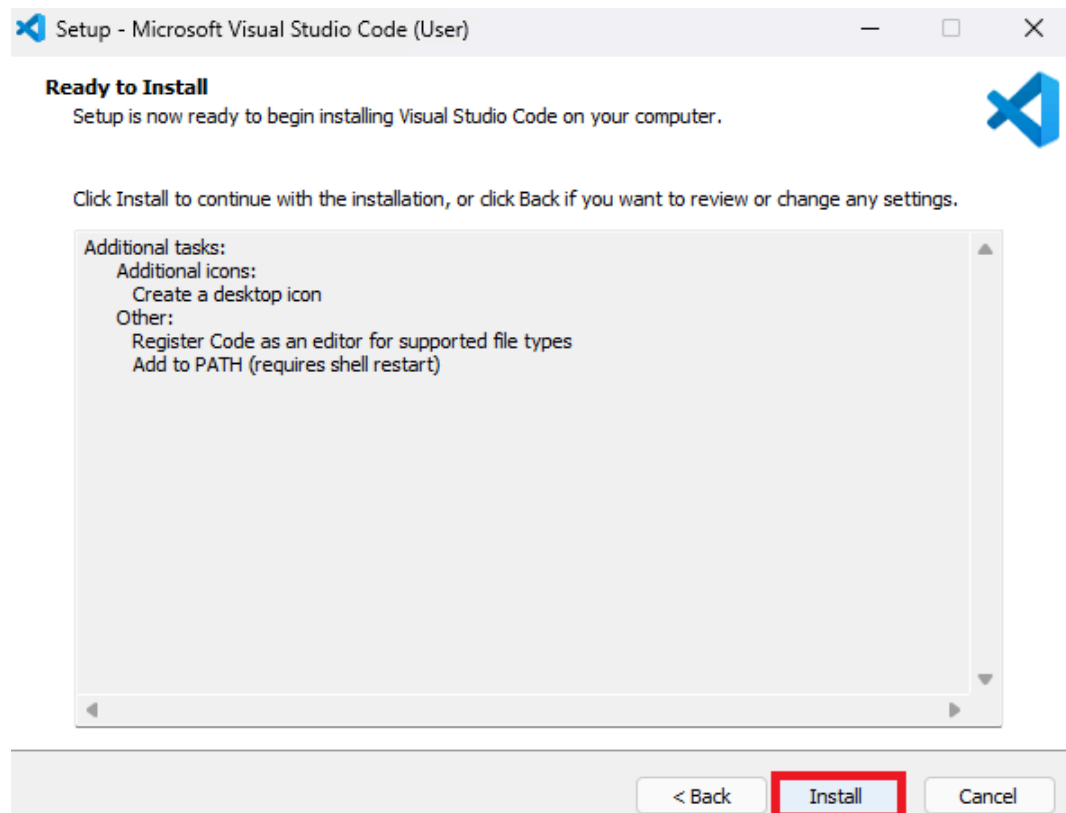 Setup - Microsoft Visual Studio Code (User)
Ready to Install
Setup is now ready to begin installing Visual Studio Code on your computer.
Click Install to continue with the installation, or click Back if you want to review or change any settings.
Additional tasks:
Additional icons:
Create a desktop icon
Other:
Register Code as an editor for supported file types
Add to PATH (requires shell restart)
< Back Install Cancel